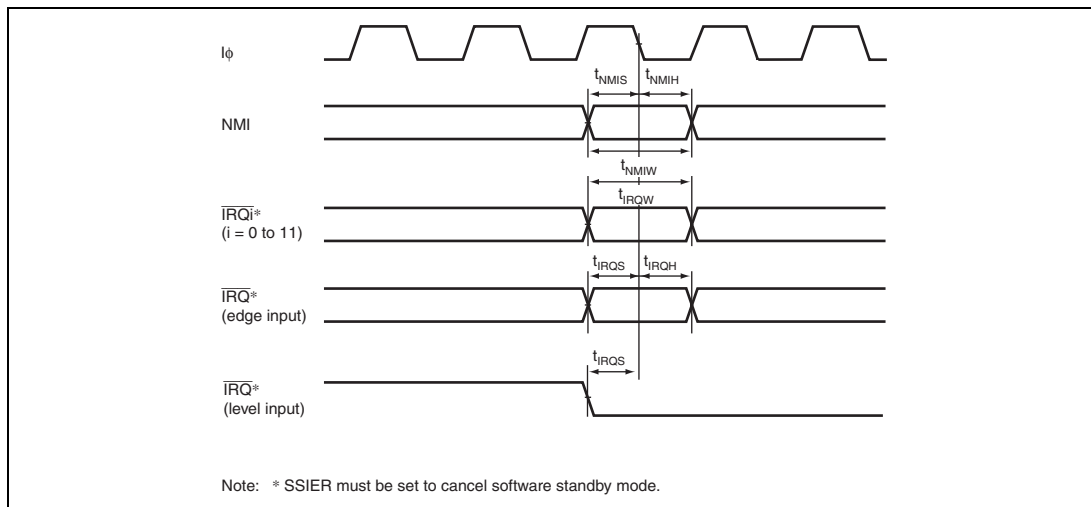 Iϕ
tNMIS tNMIH
NMI
tNMIW
tIRQW
IRQi*
(i = 0 to 11)
tIRQS tIRQH
IRQ*
(edge input)
tIRQS
IRQ*
(level input)
Note: * SSIER must be set to cancel software standby mode.